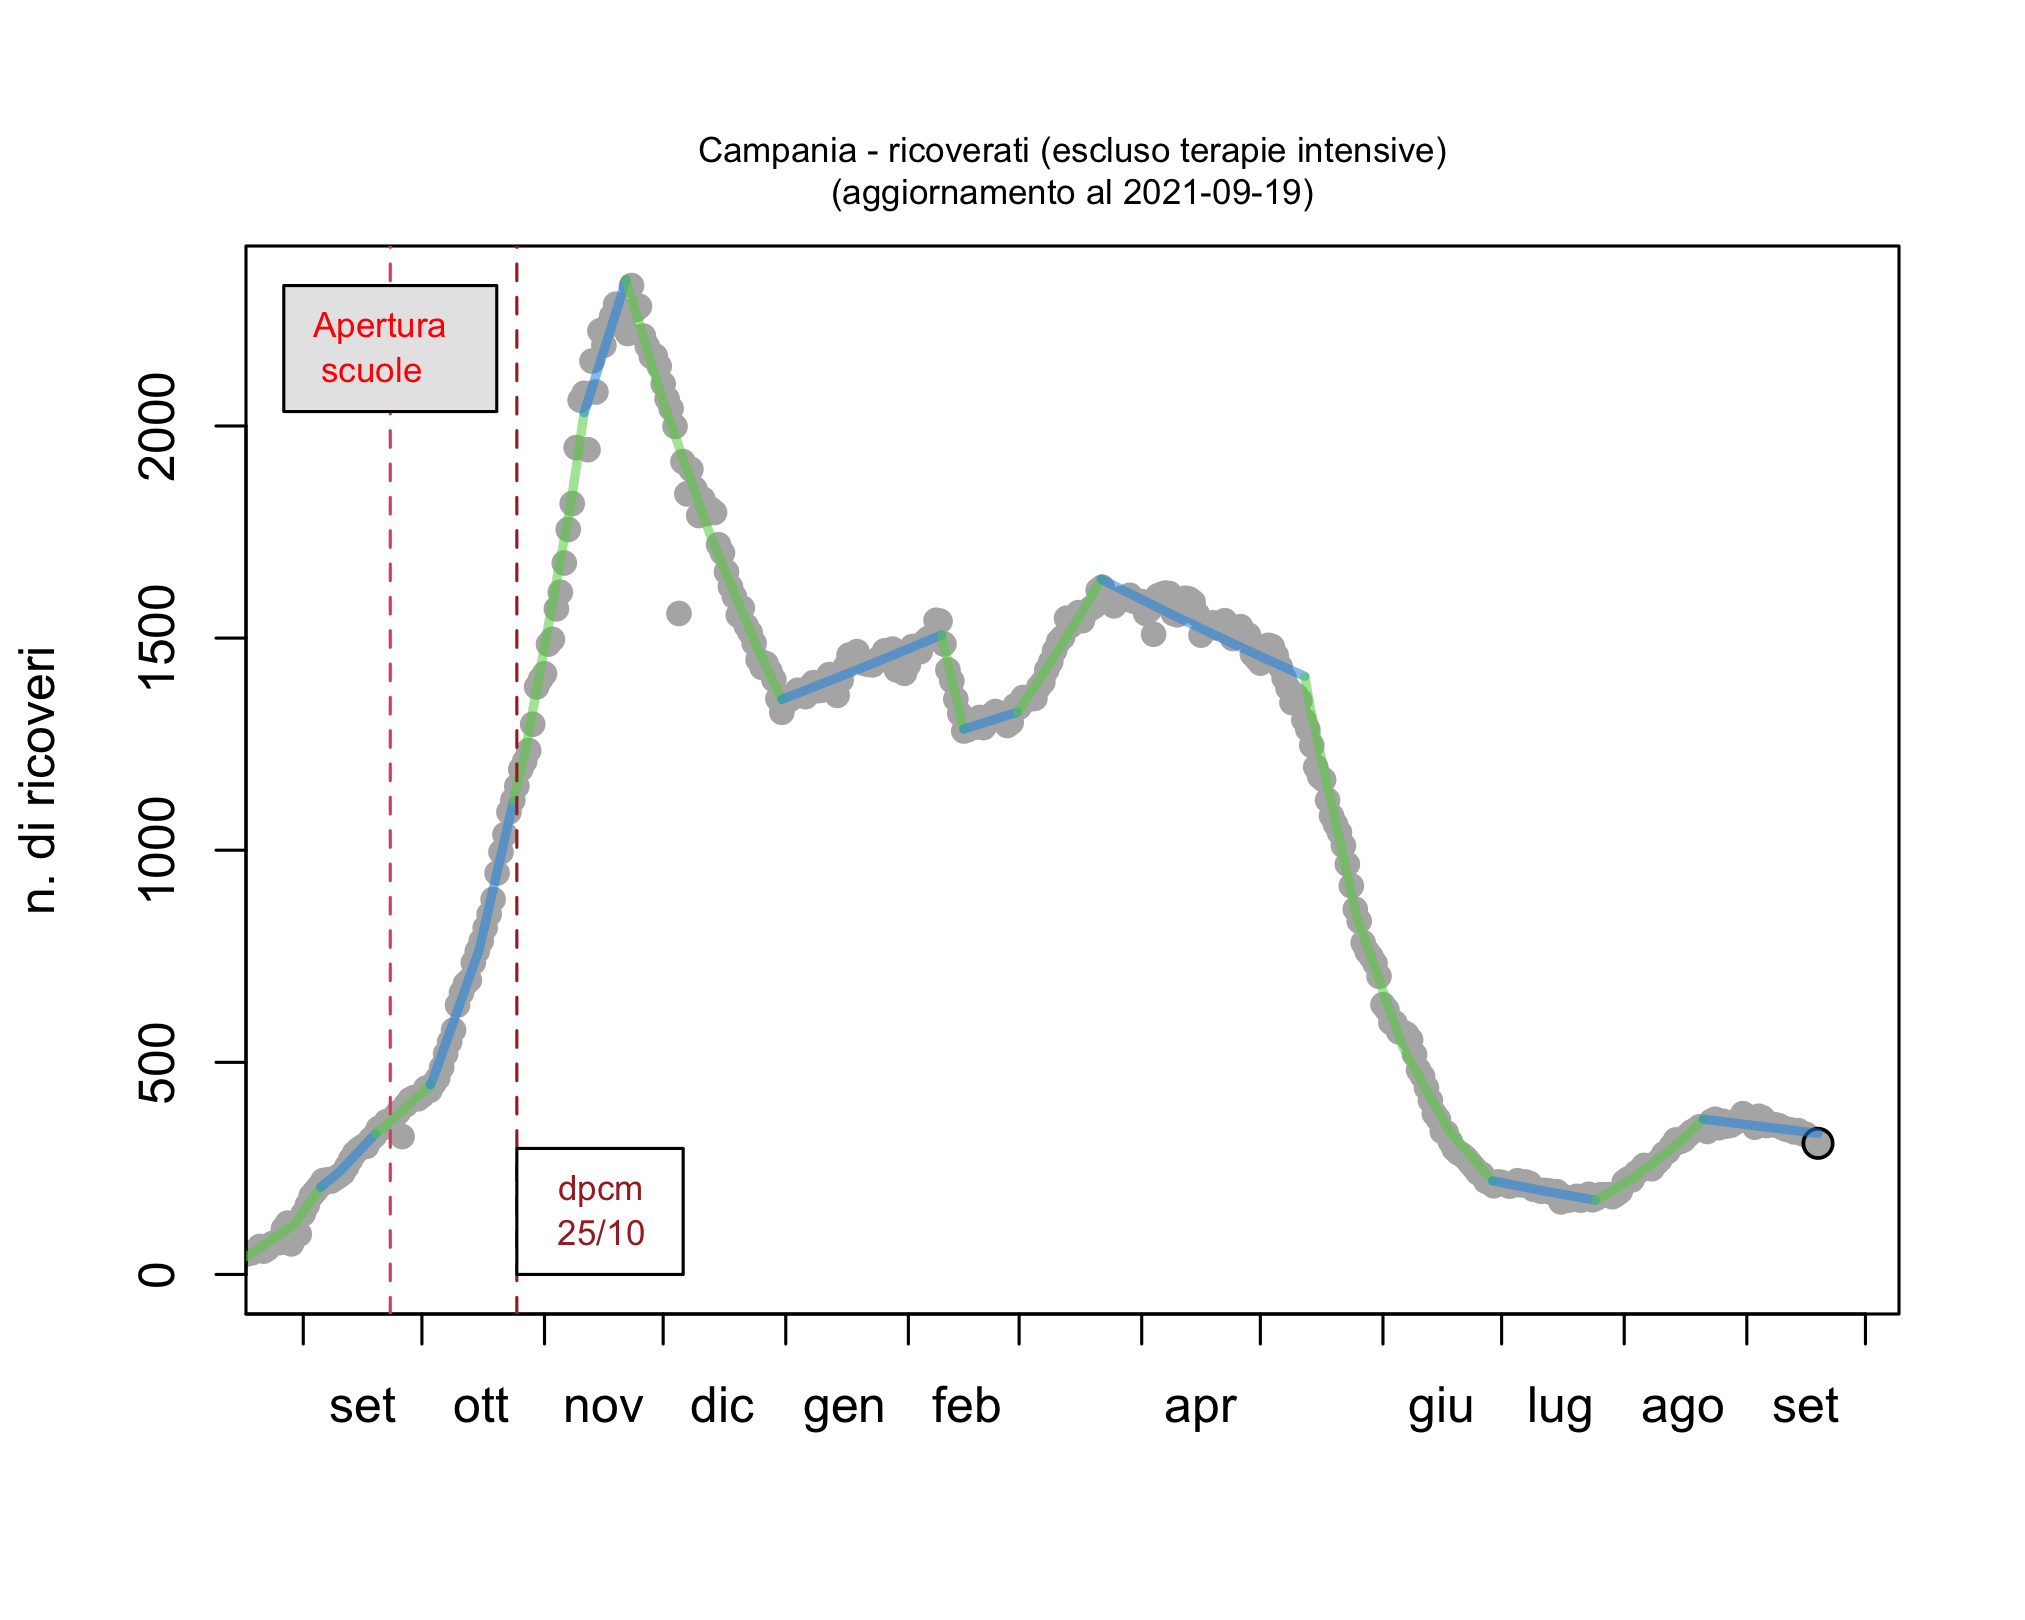 Campania - ricoverati (escluso terapie intensive)
(aggiornamento al 2021-09-19)
Apertura
scuole
dpcm
25/10
n. di ricoveri
2000
1500
1000
500
0
set ott nov dic gen feb apr giu lug ago set